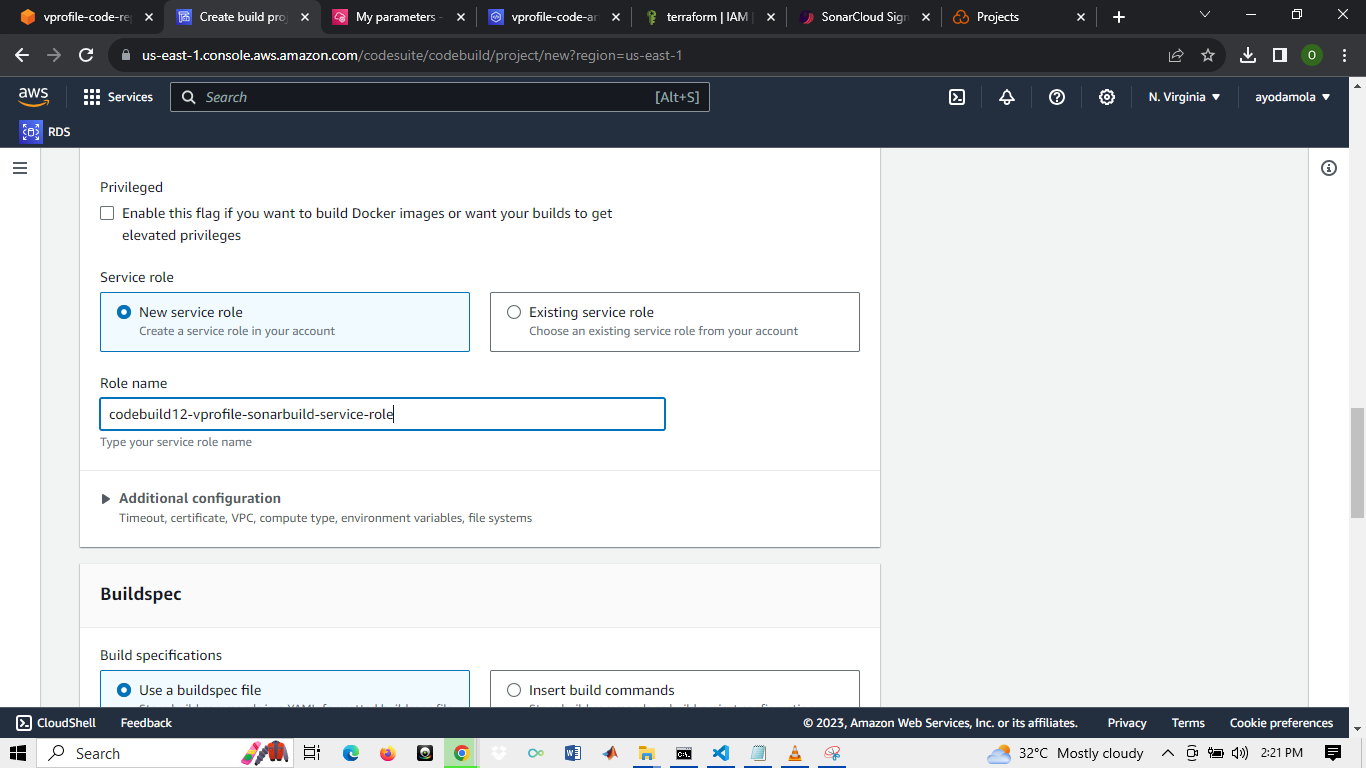 vprofile-code-rep
Create build proj
My parameters -
vprofile-code-ar
terraform | IAM |
SonarCloud Sign
Projects
us-east-1.console.aws.amazon.com/codesuite/codebuild/project/new?region=us-east-1
O
aws
Services
Search [Alt+S]
N. Virginia
ayodamola
RDS
Privileged
Enable this flag if you want to build Docker images or want your builds to get
elevated privileges
Service role
New service role
Create a service role in your account
Existing service role
Choose an existing service role from your account
Role name
codebuild12-vprofile-sonarbuild-service-role
Type your service role name
Additional configuration
Timeout, certificate, VPC, compute type, environment variables, file systems
Buildspec
Build specifications
Use a buildspec file
Insert build commands
CloudShell
Feedback
© 2023, Amazon Web Services, Inc. or its affiliates.
Privacy
Terms
Cookie preferences
Search
32°C Mostly cloudy
2:21 PM